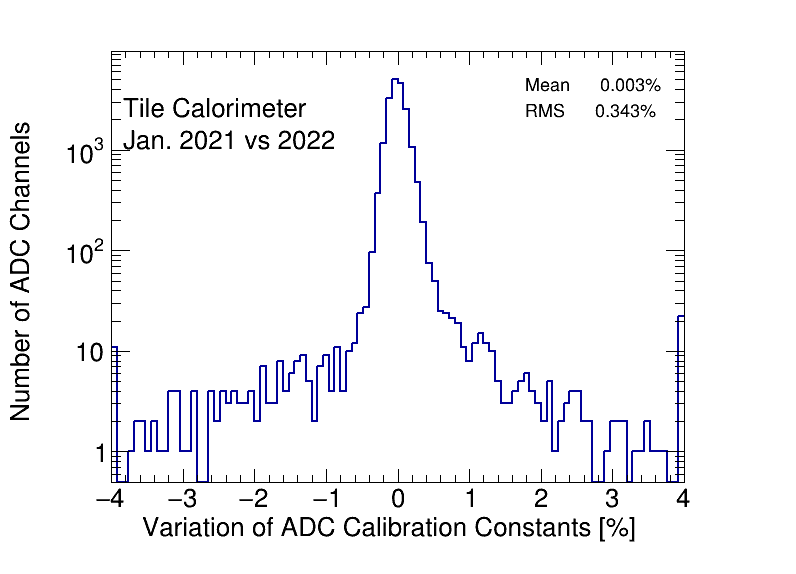 Tile Calorimeter
Jan. 2021 vs 2022
Mean 0.003%
RMS 0.343%
Number of ADC Channels
10³
10²
10
1
−4 −3 −2 −1 0 1 2 3 4
Variation of ADC Calibration Constants [%]